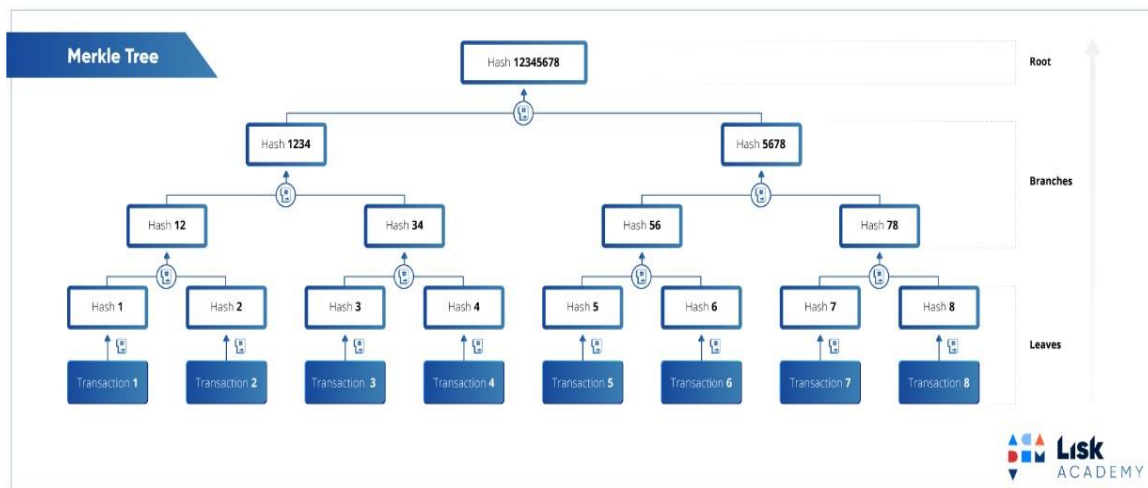 Merkle Tree
Hash 12345678
Root
Hash 1234
Hash 5678
Branches
Hash 12
Hash 34
Hash 56
Hash 78
Hash 1
Hash 2
Hash 3
Hash 4
Hash 5
Hash 6
Hash 7
Hash 8
Leaves
Transaction 1
Transaction 2
Transaction 3
Transaction 4
Transaction 5
Transaction 6
Transaction 7
Transaction 8
Lisk
ACADEMY